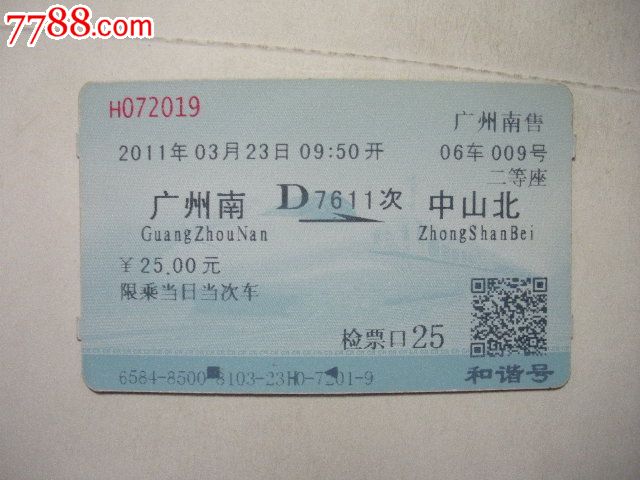 7788.com
H072019
广州南售
2011年03月23日09:50开
06车009号
二等座
广州南
D7611次
中山北
GuangZhouNan
ZhongShanBei
¥25.00元
限乘当日当次车
检票口25
6584-8500 8103-23H0-7201-9
和谐号